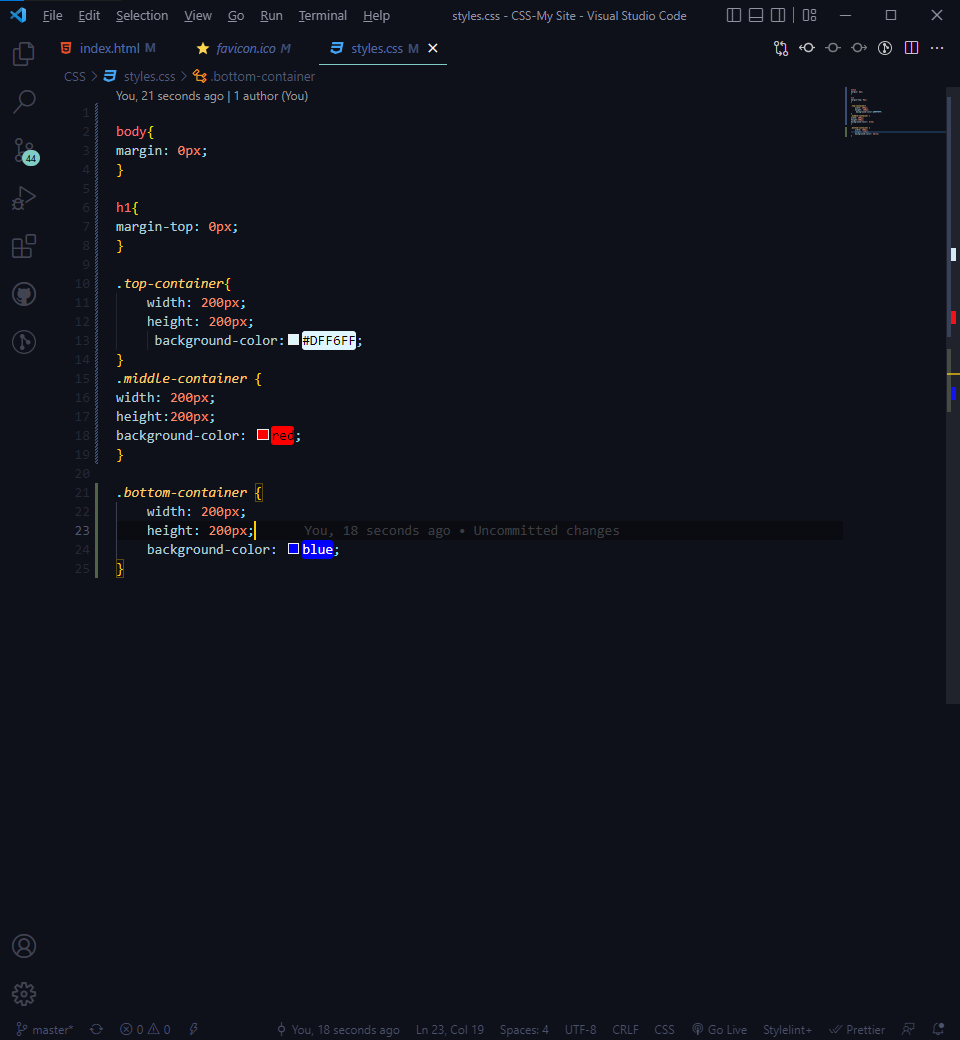 File Edit Selection View Go Run Terminal Help styles.css - CSS-My Site - Visual Studio Code
index.html M favicon.ico M styles.css M
CSS > styles.css > .bottom-container
You, 21 seconds ago | 1 author (You)
1
2 body{
3 margin: 0px;
4 }
5
6 h1{
7 margin-top: 0px;
8 }
9
10 .top-container{
11 width: 200px;
12 height: 200px;
13 background-color: #DFF6FF;
14 }
15 .middle-container {
16 width: 200px;
17 height:200px;
18 background-color: red;
19 }
20
21 .bottom-container {
22 width: 200px;
23 height: 200px; You, 18 seconds ago • Uncommitted changes
24 background-color: blue;
25 }
44
master* 0 0 You, 18 seconds ago Ln 23, Col 19 Spaces: 4 UTF-8 CRLF CSS Go Live Stylelint+ Prettier